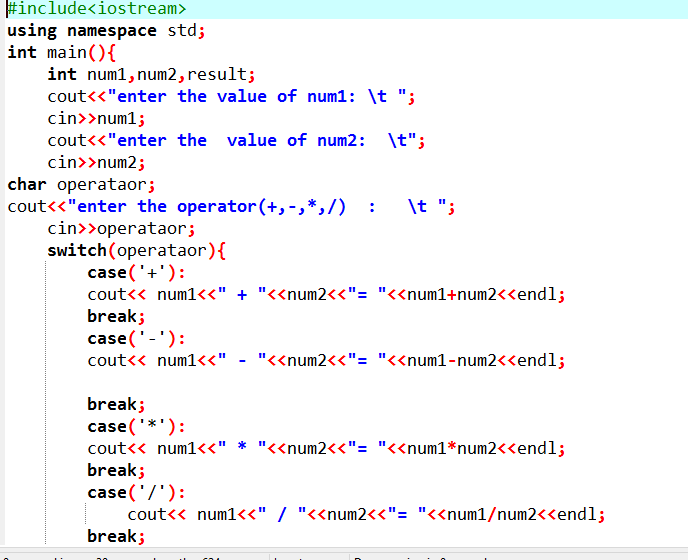 #include<iostream>
using namespace std;
int main(){
    int num1,num2,result;
    cout<<"enter the value of num1: \t ";
    cin>>num1;
    cout<<"enter the  value of num2:  \t";
    cin>>num2;
char operataor;
cout<<"enter the operator(+,-,*,/)  :   \t ";
    cin>>operataor;
    switch(operataor){
        case('+'):
        cout<< num1<<" + "<<num2<<"= "<<num1+num2<<endl;
        break;
        case('-'):
        cout<< num1<<" - "<<num2<<"= "<<num1-num2<<endl;

        break;
        case('*'):
        cout<< num1<<" * "<<num2<<"= "<<num1*num2<<endl;
        break;
        case('/'):
            cout<< num1<<" / "<<num2<<"= "<<num1/num2<<endl;
        break;